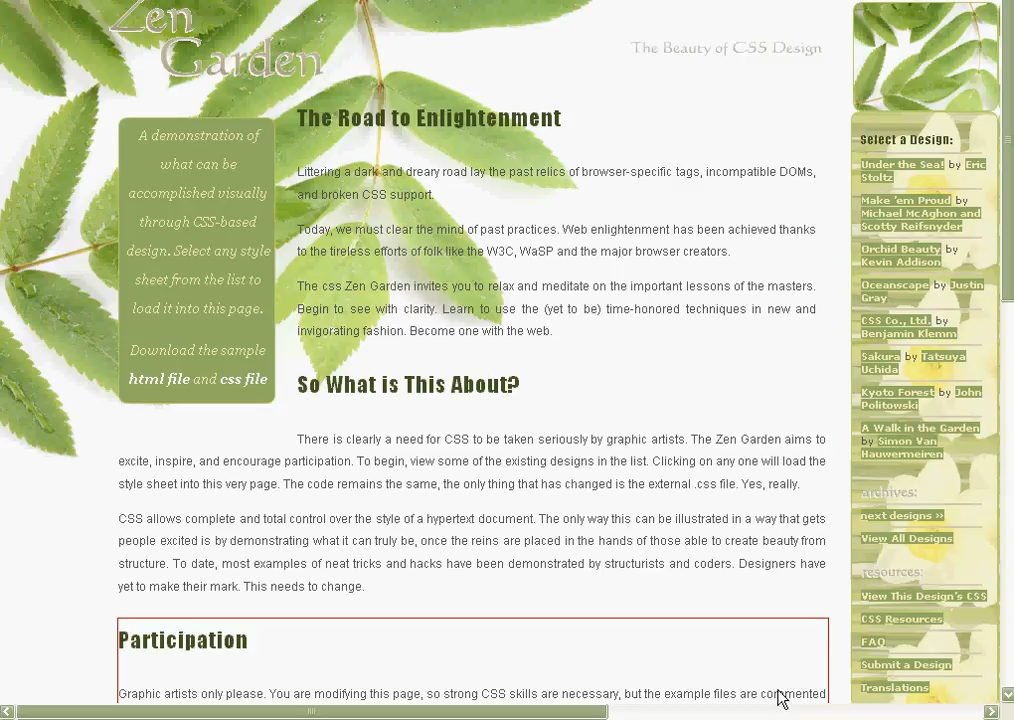 Zen
Garden
The Beauty of CSS Design
A demonstration of
what can be
accomplished visually
through CSS-based
design. Select any style
sheet from the list to
load it into this page.
Download the sample
html file and css file
The Road to Enlightenment
Littering a dark and dreary road lay the past relics of browser-specific tags, incompatible DOMs,
and broken CSS support.
Today, we must clear the mind of past practices. Web enlightenment has been achieved thanks
to the tireless efforts of folk like the W3C, WaSP and the major browser creators.
The css Zen Garden invites you to relax and meditate on the important lessons of the masters.
Begin to see with clarity. Learn to use the (yet to be) time-honored techniques in new and
invigorating fashion. Become one with the web.
So What is This About?
There is clearly a need for CSS to be taken seriously by graphic artists. The Zen Garden aims to
excite, inspire, and encourage participation. To begin, view some of the existing designs in the list. Clicking on any one will load the
style sheet into this very page. The code remains the same, the only thing that has changed is the external .css file. Yes, really.
CSS allows complete and total control over the style of a hypertext document. The only way this can be illustrated in a way that gets
people excited is by demonstrating what it can truly be, once the reins are placed in the hands of those able to create beauty from
structure. To date, most examples of neat tricks and hacks have been demonstrated by structurists and coders. Designers have
yet to make their mark. This needs to change.
Participation
Graphic artists only please. You are modifying this page, so strong CSS skills are necessary, but the example files are commented
Select a Design:
Under the Sea! by Eric
Stoltz
Make 'em Proud by
Michael McAghon and
Scotty Reifsnyder
Orchid Beauty by
Kevin Addison
Oceanscape by Justin
Gray
CSS Co., Ltd. by
Benjamin Klemm
Sakura by Tatsuya
Uchida
Kyoto Forest by John
Politowski
A Walk in the Garden
by Simon Van
Hauwermeiren
archives:
next designs »
View All Designs
resources:
View This Design's CSS
CSS Resources
FAQ
Submit a Design
Translations